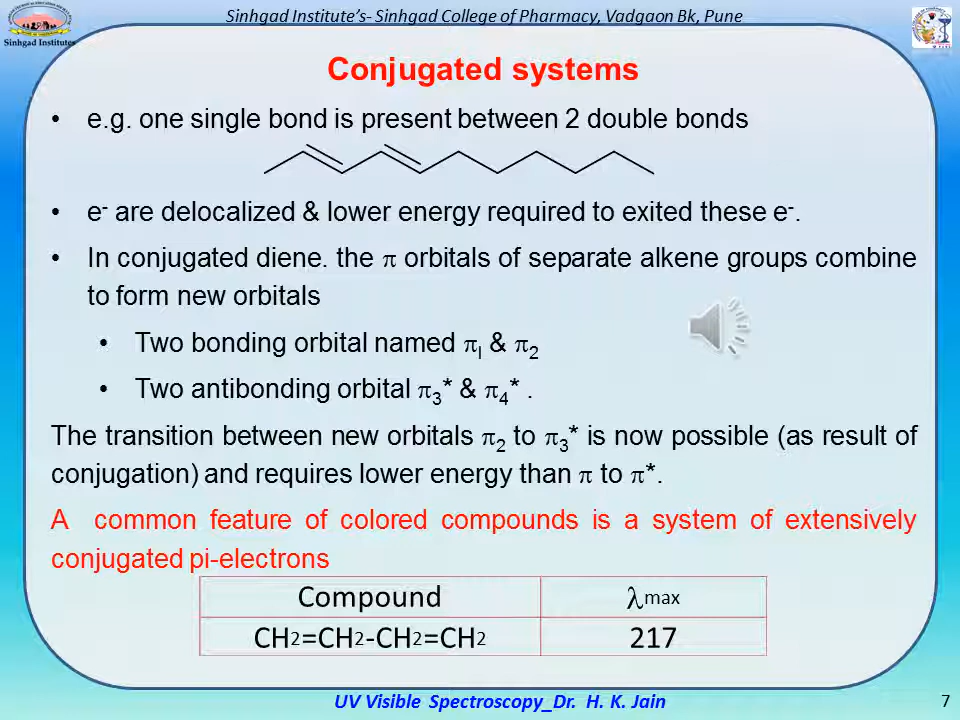 Sinhgad Institute's- Sinhgad College of Pharmacy, Vadgaon Bk, Pune
Sinhgad Institutes
Conjugated systems
• e.g. one single bond is present between 2 double bonds
• e- are delocalized & lower energy required to exited these e-.
• In conjugated diene. the π orbitals of separate alkene groups combine
to form new orbitals
• Two bonding orbital named πl & π2
• Two antibonding orbital π3* & π4* .
The transition between new orbitals π2 to π3* is now possible (as result of
conjugation) and requires lower energy than π to π*.
A common feature of colored compounds is a system of extensively
conjugated pi-electrons
Compound λmax
CH2=CH2-CH2=CH2 217
UV Visible Spectroscopy_Dr. H. K. Jain
7